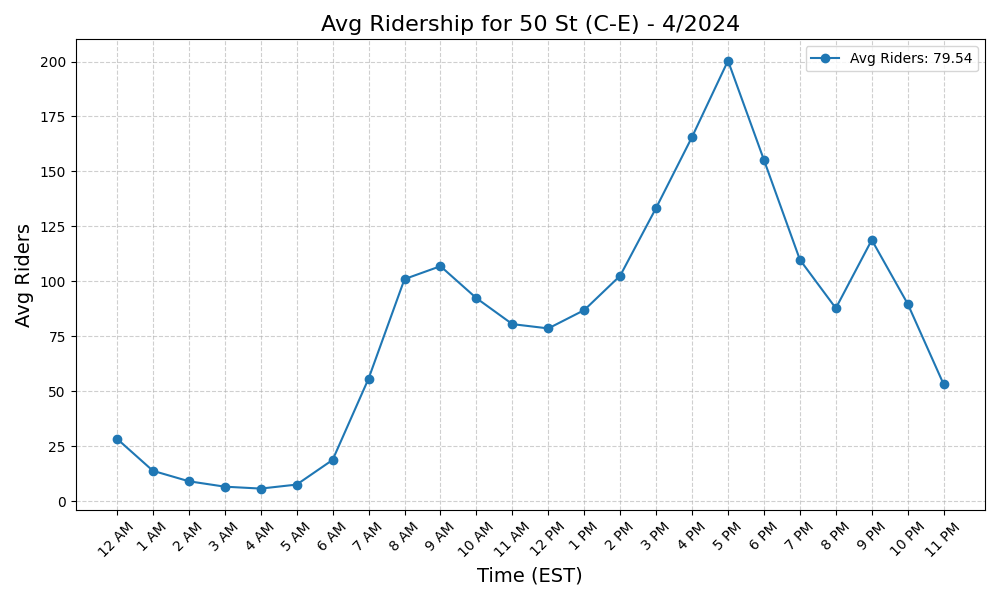 Avg Ridership for 50 St (C-E) - 4/2024
Avg Riders: 79.54
Avg Riders
200
175
150
125
100
75
50
25
0
12 AM
1 AM
2 AM
3 AM
4 AM
5 AM
6 AM
7 AM
8 AM
9 AM
10 AM
11 AM
12 PM
1 PM
2 PM
3 PM
4 PM
5 PM
6 PM
7 PM
8 PM
9 PM
10 PM
11 PM
Time (EST)